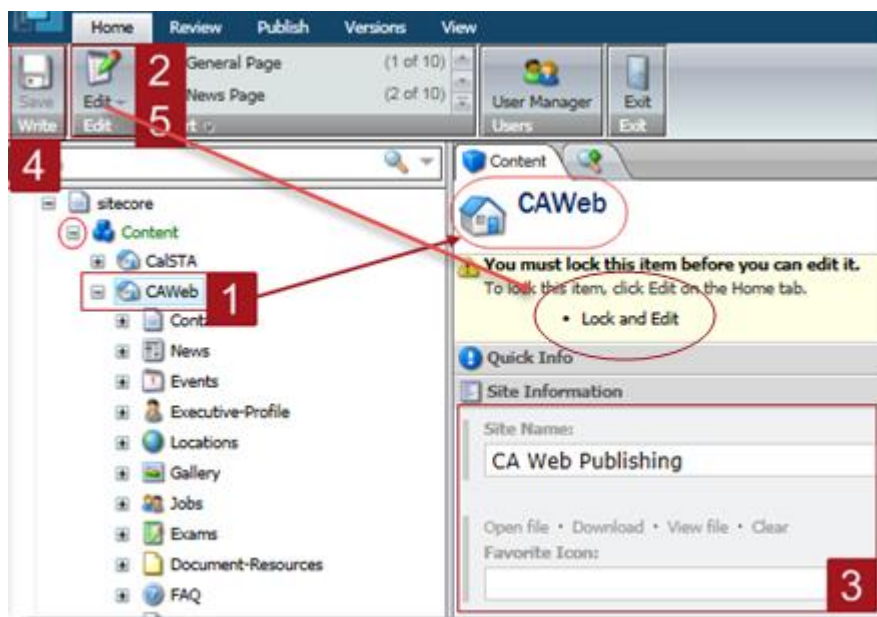 Home Review Publish Versions View
2 General Page (1 of 10)
News Page (2 of 10)
Save Edit User Manager Exit
Write Edit 5 Users Exit
4
Content
sitecore
Content
CalSTA
CAWeb 1
News
Events
Executive-Profile
Locations
Gallery
Jobs
Exams
Document-Resources
FAQ
CAWeb
You must lock this item before you can edit it.
To lock this item, click Edit on the Home tab.
• Lock and Edit
Quick Info
Site Information
Site Name:
CA Web Publishing
Open file • Download • View file • Clear
Favorite Icon:
3